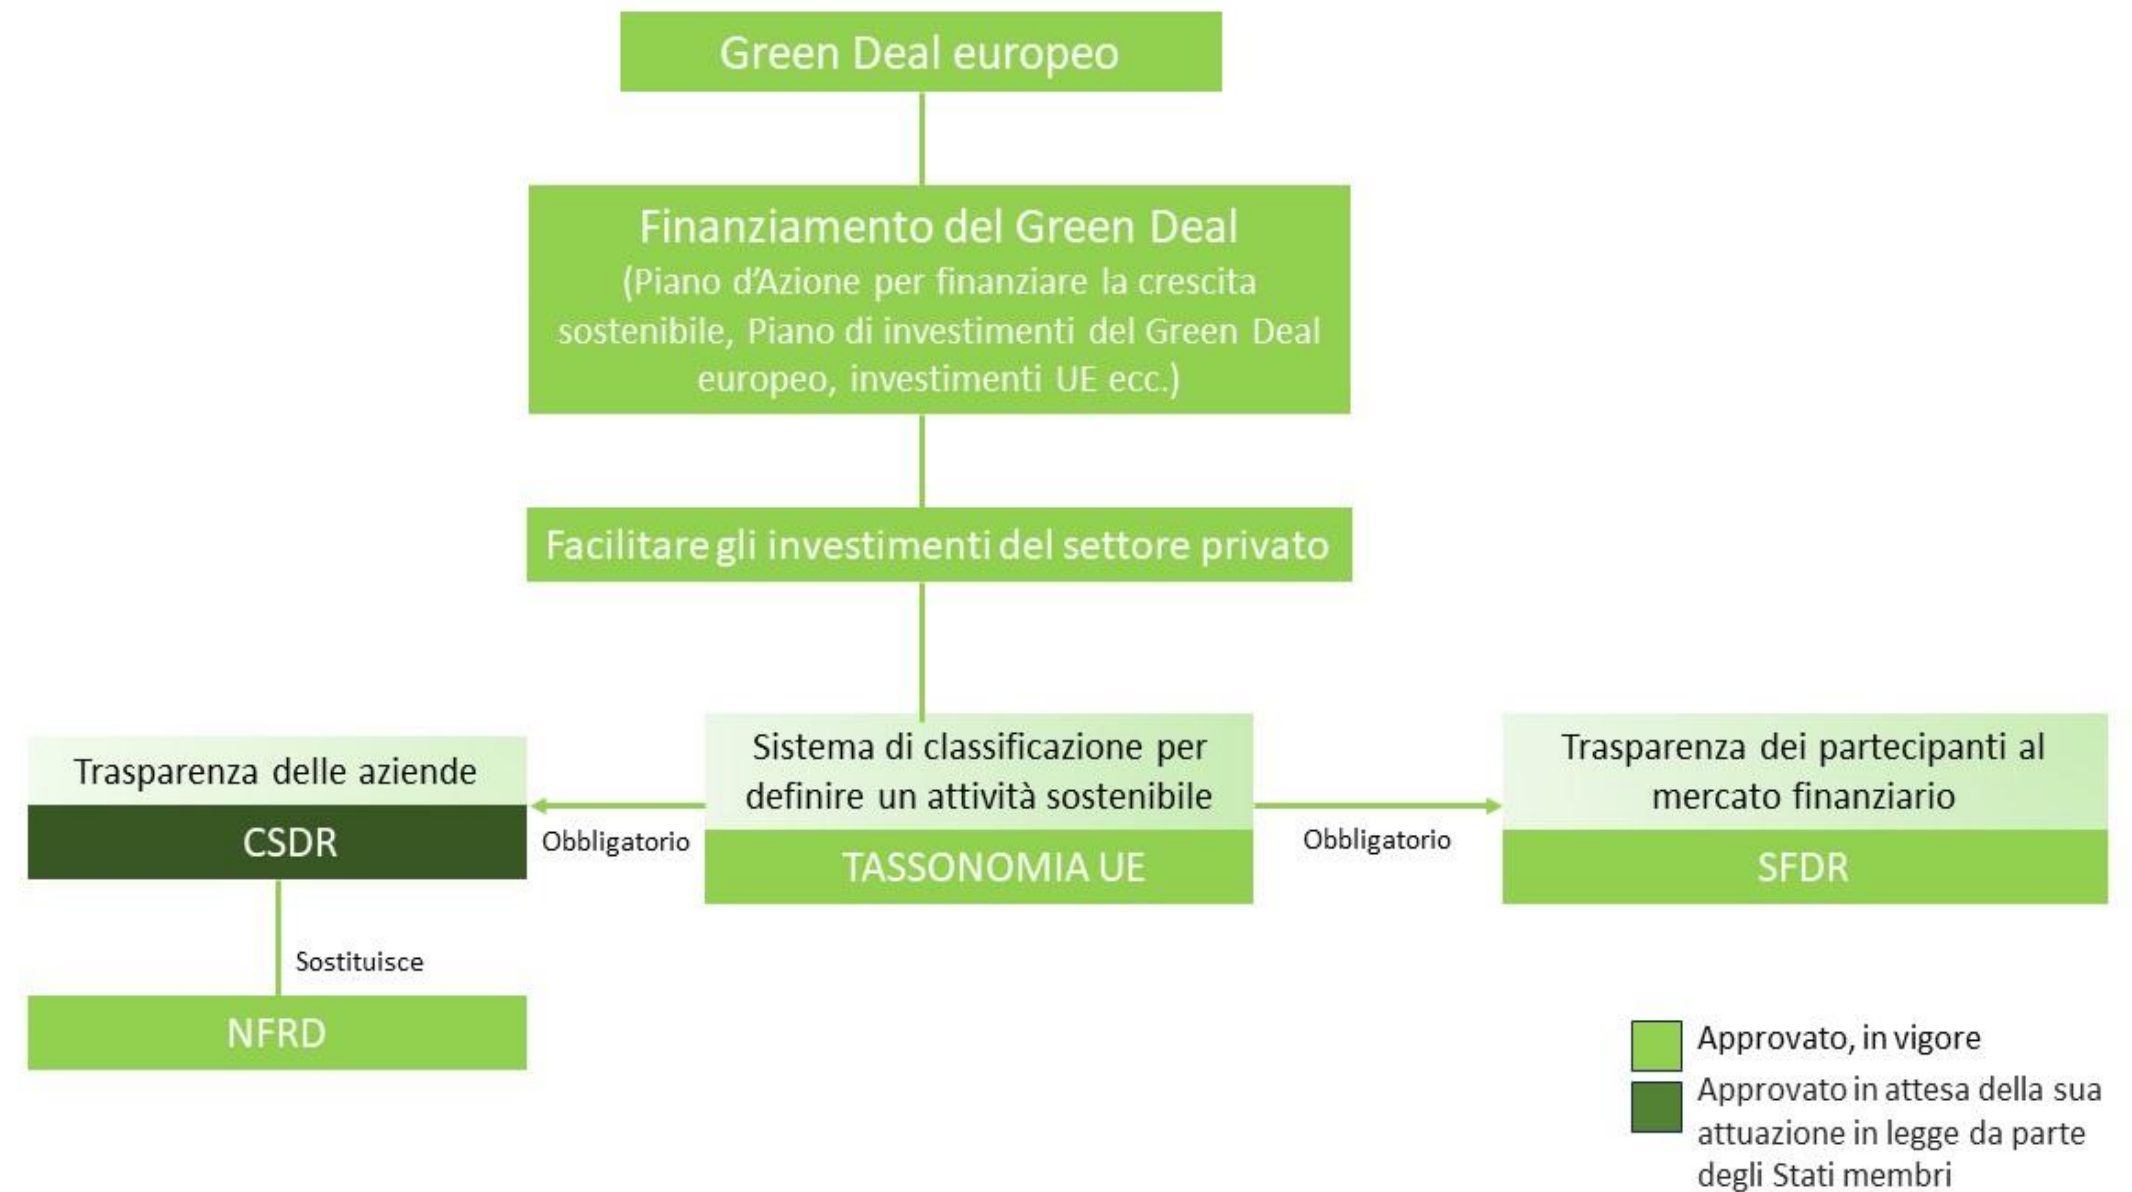 Green Deal europeo
Finanziamento del Green Deal
(Piano d’Azione per finanziare la crescita
sostenibile, Piano di investimenti del Green Deal
europeo, investimenti UE ecc.)
Facilitare gli investimenti del settore privato
Trasparenza delle aziende
CSDR
Obbligatorio
Sistema di classificazione per
definire un attività sostenibile
TASSONOMIA UE
Obbligatorio
Trasparenza dei partecipanti al
mercato finanziario
SFDR
Sostituisce
NFRD
Approvato, in vigore
Approvato in attesa della sua
attuazione in legge da parte
degli Stati membri